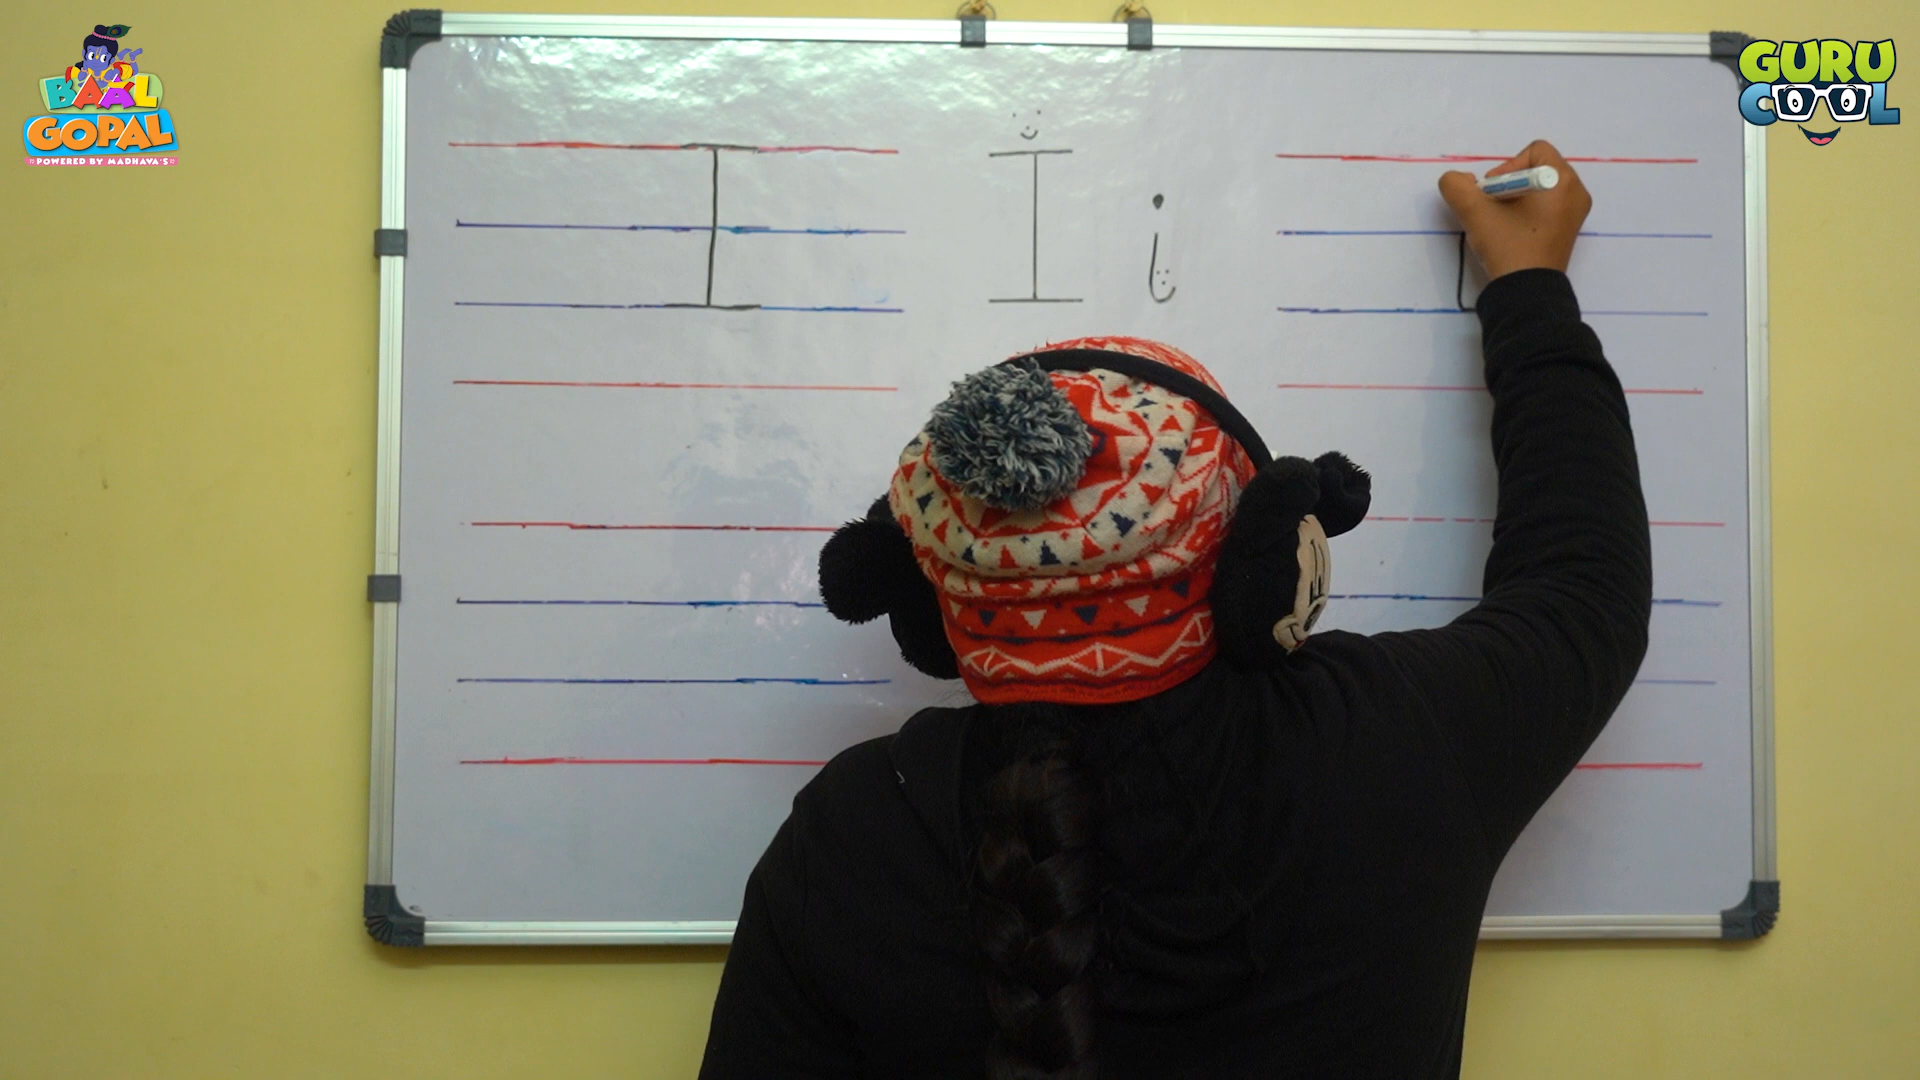 BAAL
GOPAL
POWERED BY MADHAVA'S
GURU
COOL
I I i